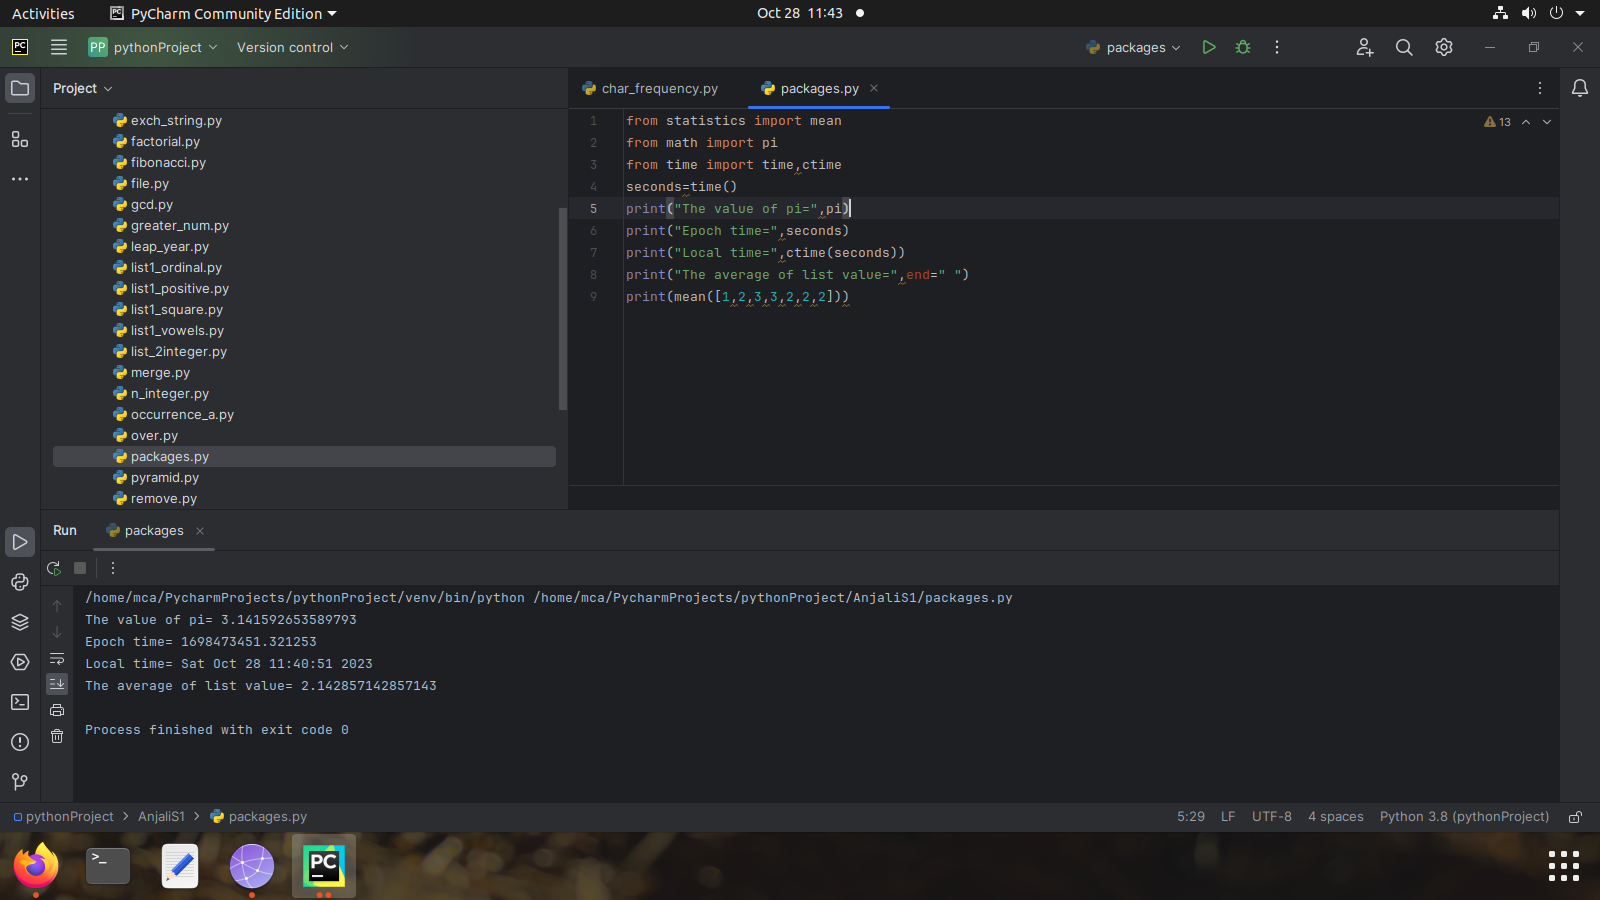 Activities PyCharm Community Edition Oct 28 11:43
PC PP pythonProject Version control packages
Project char_frequency.py packages.py
exch_string.py
factorial.py
fibonacci.py
file.py
gcd.py
greater_num.py
leap_year.py
list1_ordinal.py
list1_positive.py
list1_square.py
list1_vowels.py
list_2integer.py
merge.py
n_integer.py
occurrence_a.py
over.py
packages.py
pyramid.py
remove.py
13
1 from statistics import mean
2 from math import pi
3 from time import time,ctime
4 seconds=time()
5 print("The value of pi=",pi)
6 print("Epoch time=",seconds)
7 print("Local time=",ctime(seconds))
8 print("The average of list value=",end=" ")
9 print(mean([1,2,3,3,2,2,2]))
Run packages
/home/mca/PycharmProjects/pythonProject/venv/bin/python /home/mca/PycharmProjects/pythonProject/AnjaliS1/packages.py
The value of pi= 3.141592653589793
Epoch time= 1698473451.321253
Local time= Sat Oct 28 11:40:51 2023
The average of list value= 2.142857142857143
Process finished with exit code 0
pythonProject > AnjaliS1 > packages.py 5:29 LF UTF-8 4 spaces Python 3.8 (pythonProject)
>_ PC